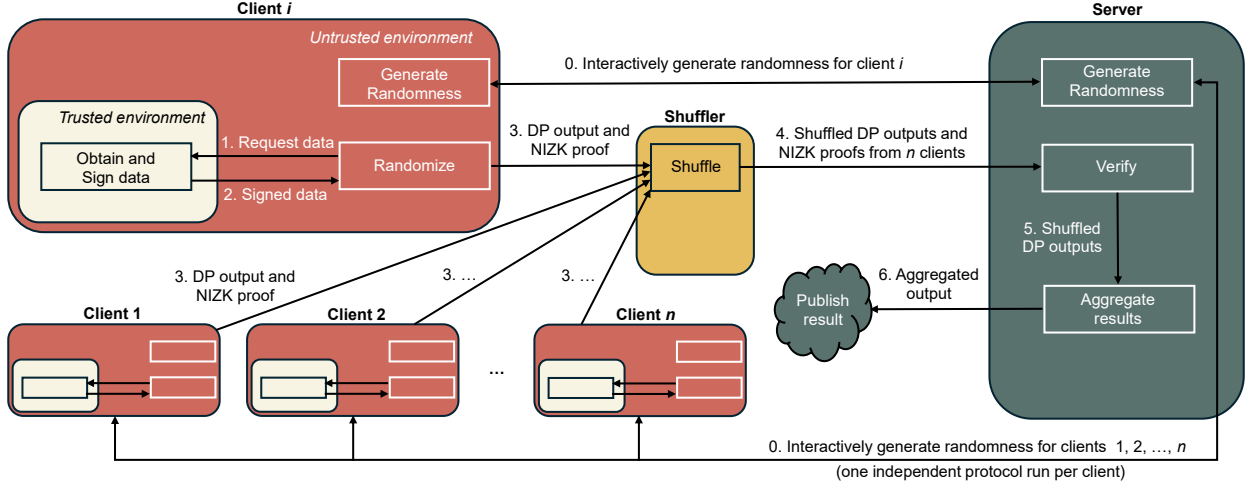 Client i
Server
Untrusted environment
0. Interactively generate randomness for client i
Generate
Randomness
Generate
Randomness
Trusted environment
Obtain and
Sign data
1. Request data
2. Signed data
Randomize
3. DP output and
NIZK proof
Shuffler
Shuffle
4. Shuffled DP outputs and
NIZK proofs from n clients
Verify
5. Shuffled
DP outputs
3. DP output and
NIZK proof
3. ...
3. ...
6. Aggregated
output
Publish
result
Aggregate
results
Client 1
Client 2
...
Client n
0. Interactively generate randomness for clients 1, 2, ..., n
(one independent protocol run per client)